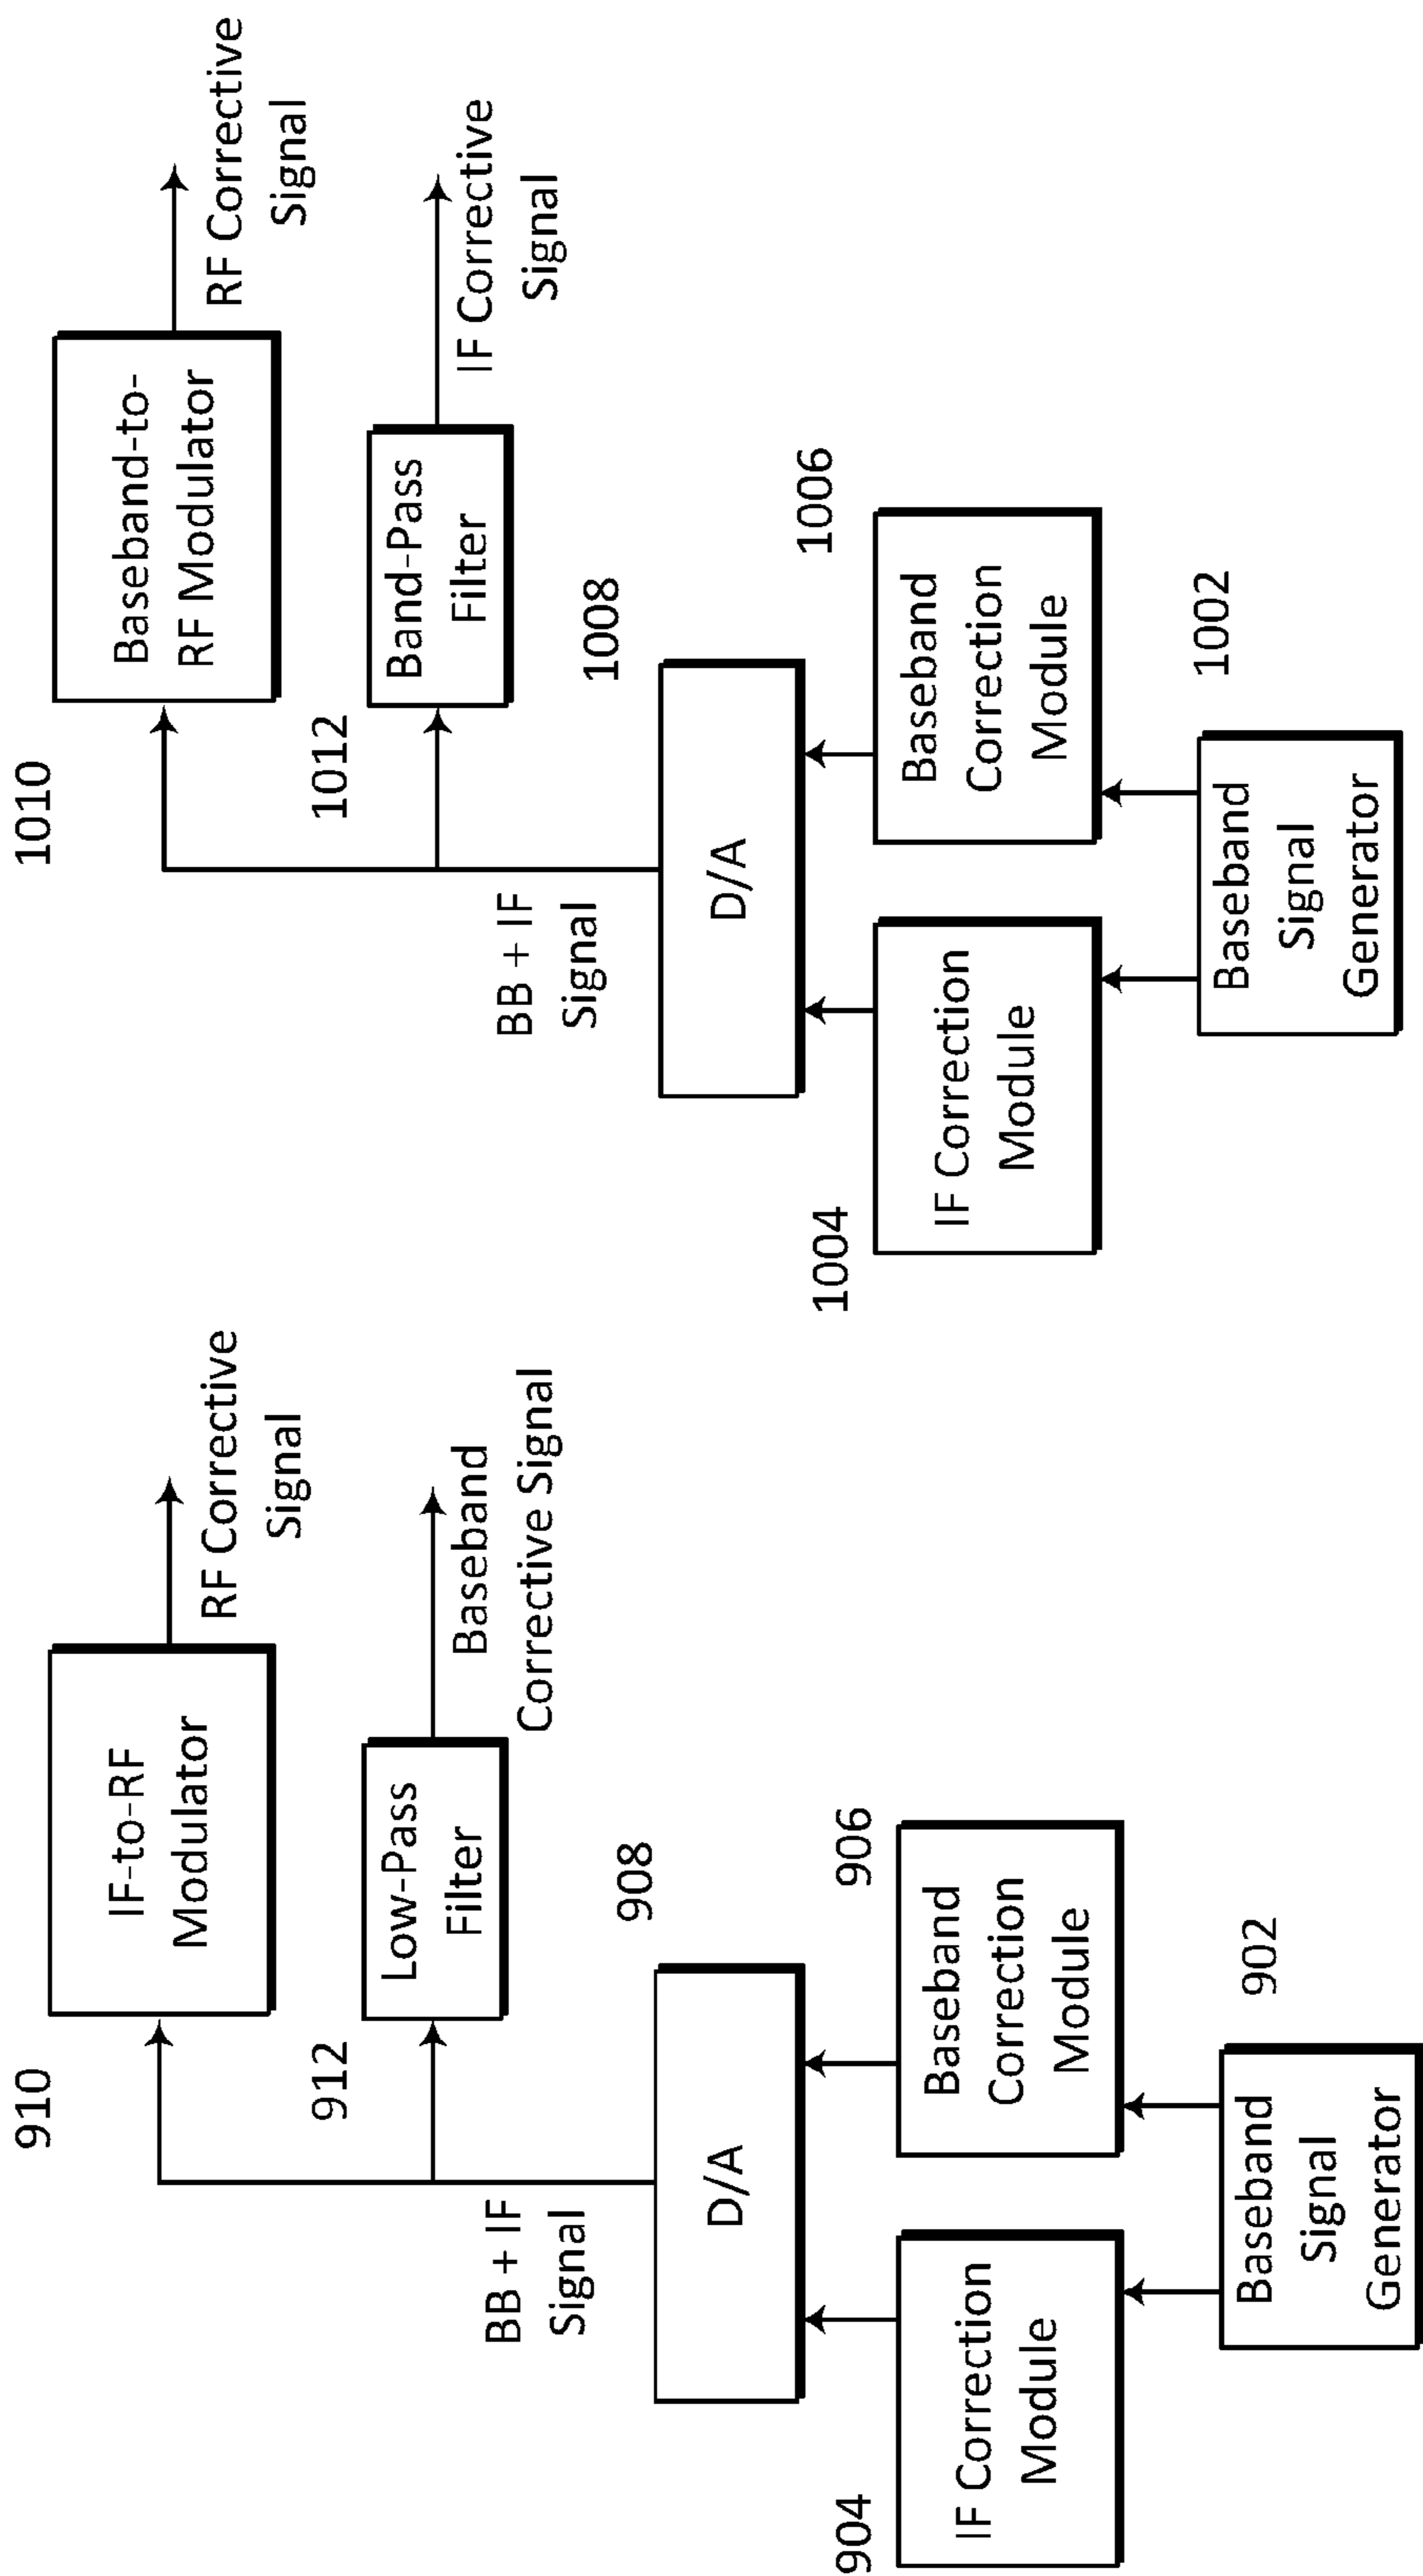 910
IF-to-RF
Modulator
RF Corrective
Signal
912
Low-Pass
Filter
Baseband
Corrective Signal
BB + IF
Signal
908
D/A
904
IF Correction
Module
906
Baseband
Correction
Module
902
Baseband
Signal
Generator
1010
Baseband-to-
RF Modulator
RF Corrective
Signal
1012
Band-Pass
Filter
IF Corrective
Signal
BB + IF
Signal
1008
D/A
1004
IF Correction
Module
1006
Baseband
Correction
Module
1002
Baseband
Signal
Generator